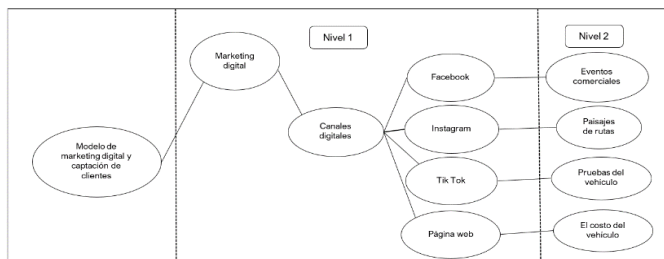 Nivel 1
Nivel 2
Marketing
digital
Facebook
Eventos
comerciales
Canales
digitales
Instagram
Paisajes
de rutas
Modelo de
marketing digital y
captación de
clientes
Tik Tok
Pruebas del
vehículo
Página web
El costo del
vehículo